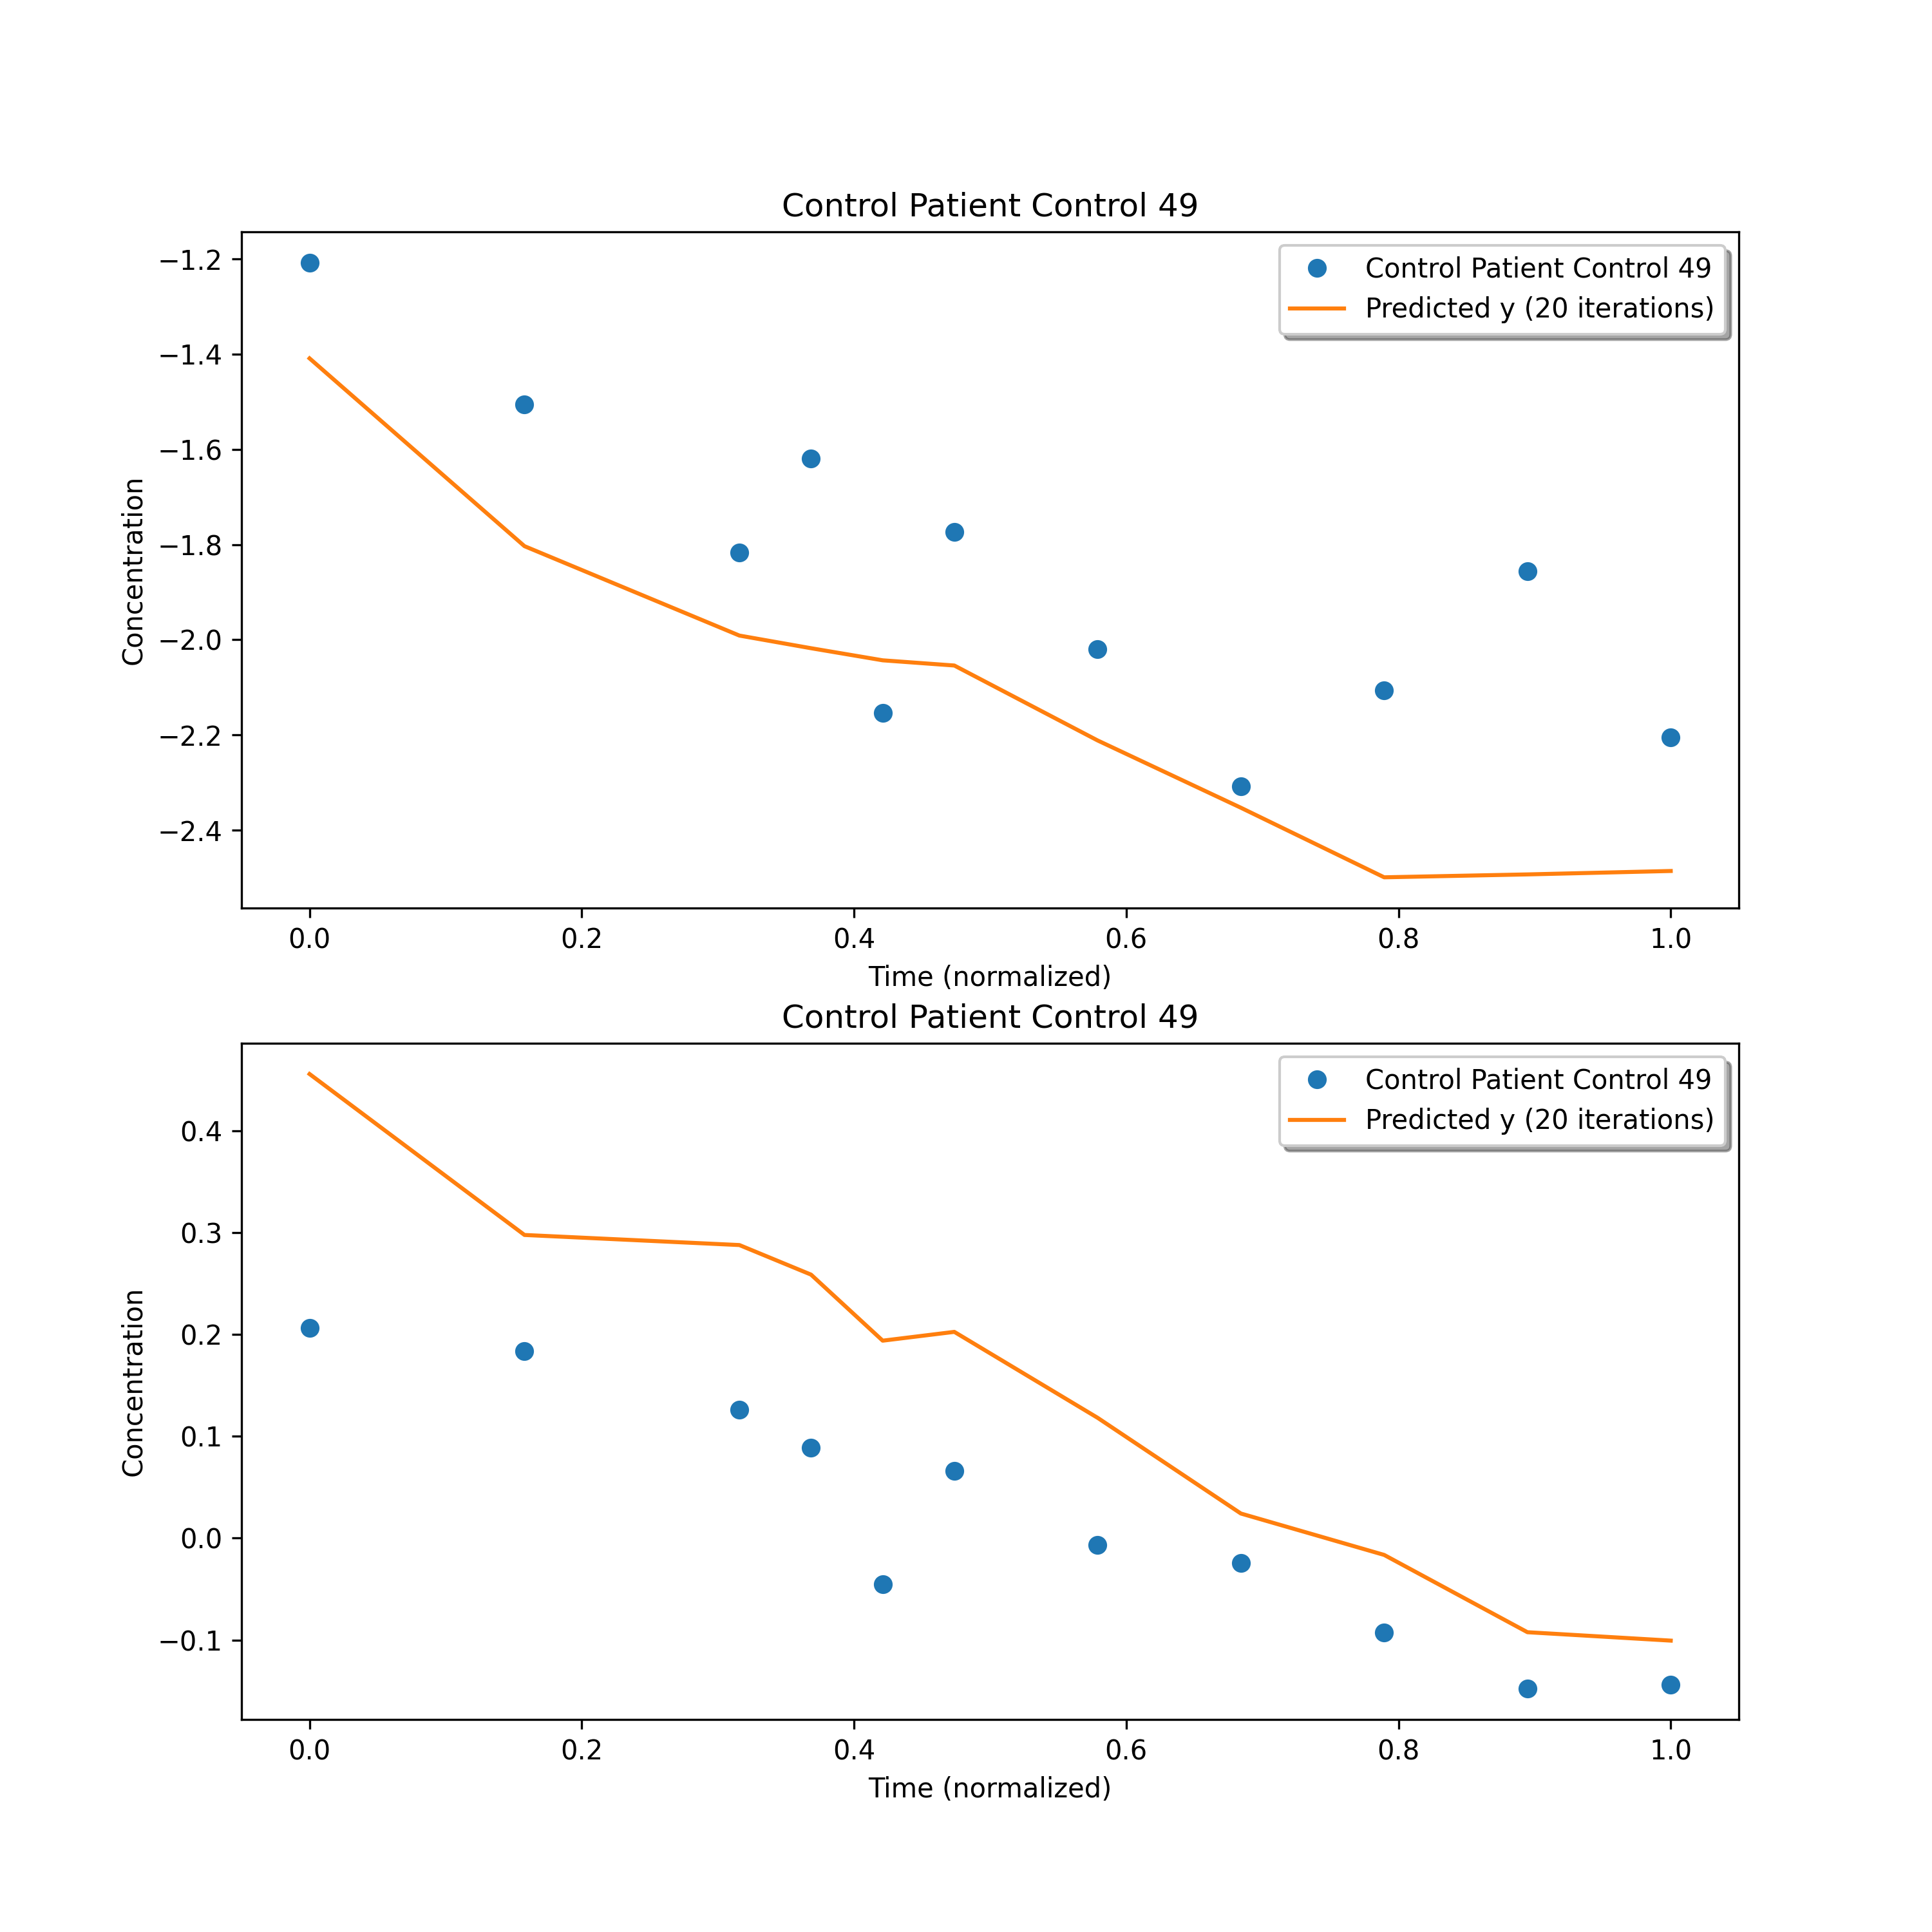 Control Patient Control 49
Control Patient Control 49
Predicted y (20 iterations)
−1.2
−1.4
−1.6
−1.8
−2.0
−2.2
−2.4
Concentration
0.0 0.2 0.4 0.6 0.8 1.0
Time (normalized)
Control Patient Control 49
Control Patient Control 49
Predicted y (20 iterations)
0.4
0.3
0.2
0.1
0.0
−0.1
Concentration
0.0 0.2 0.4 0.6 0.8 1.0
Time (normalized)